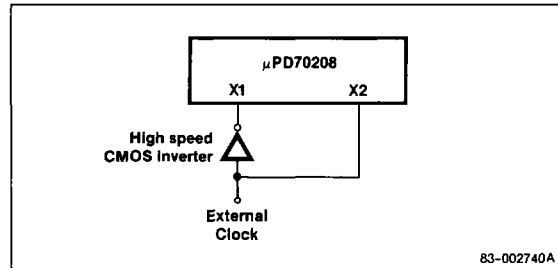 μPD70208
X1 X2
High speed
CMOS Inverter
External
Clock
83-002740A